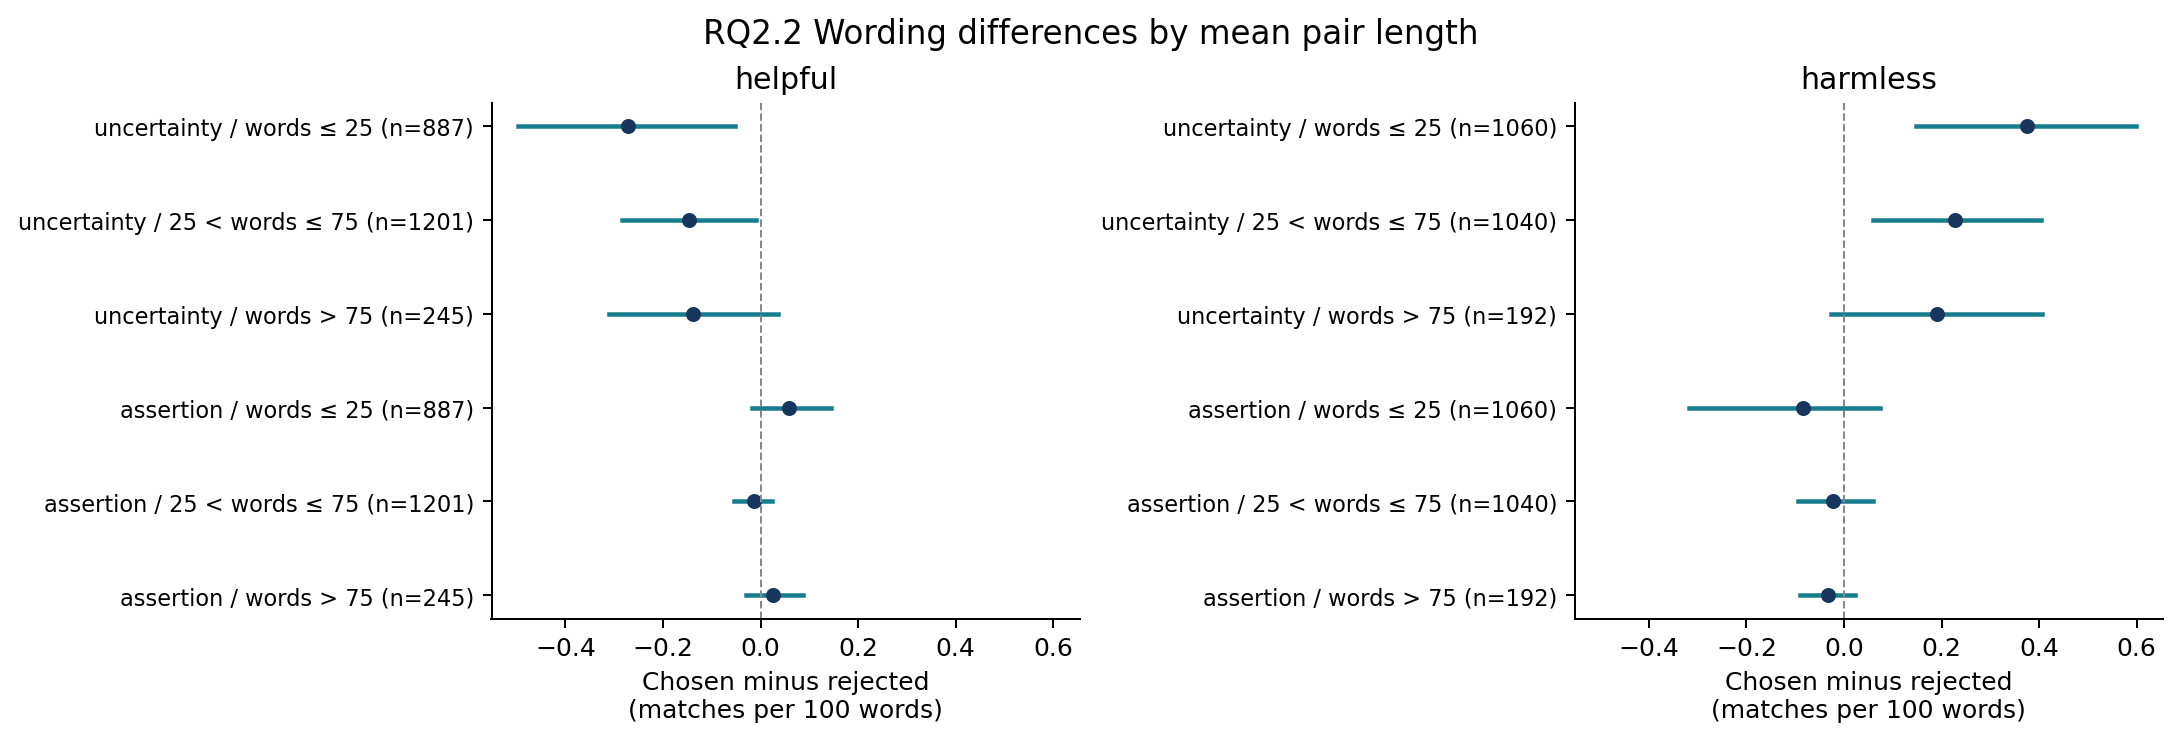 RQ2.2 Wording differences by mean pair length
helpful
uncertainty / words ≤ 25 (n=887)
uncertainty / 25 < words ≤ 75 (n=1201)
uncertainty / words > 75 (n=245)
assertion / words ≤ 25 (n=887)
assertion / 25 < words ≤ 75 (n=1201)
assertion / words > 75 (n=245)
−0.4 −0.2 0.0 0.2 0.4 0.6
Chosen minus rejected
(matches per 100 words)
harmless
uncertainty / words ≤ 25 (n=1060)
uncertainty / 25 < words ≤ 75 (n=1040)
uncertainty / words > 75 (n=192)
assertion / words ≤ 25 (n=1060)
assertion / 25 < words ≤ 75 (n=1040)
assertion / words > 75 (n=192)
−0.4 −0.2 0.0 0.2 0.4 0.6
Chosen minus rejected
(matches per 100 words)